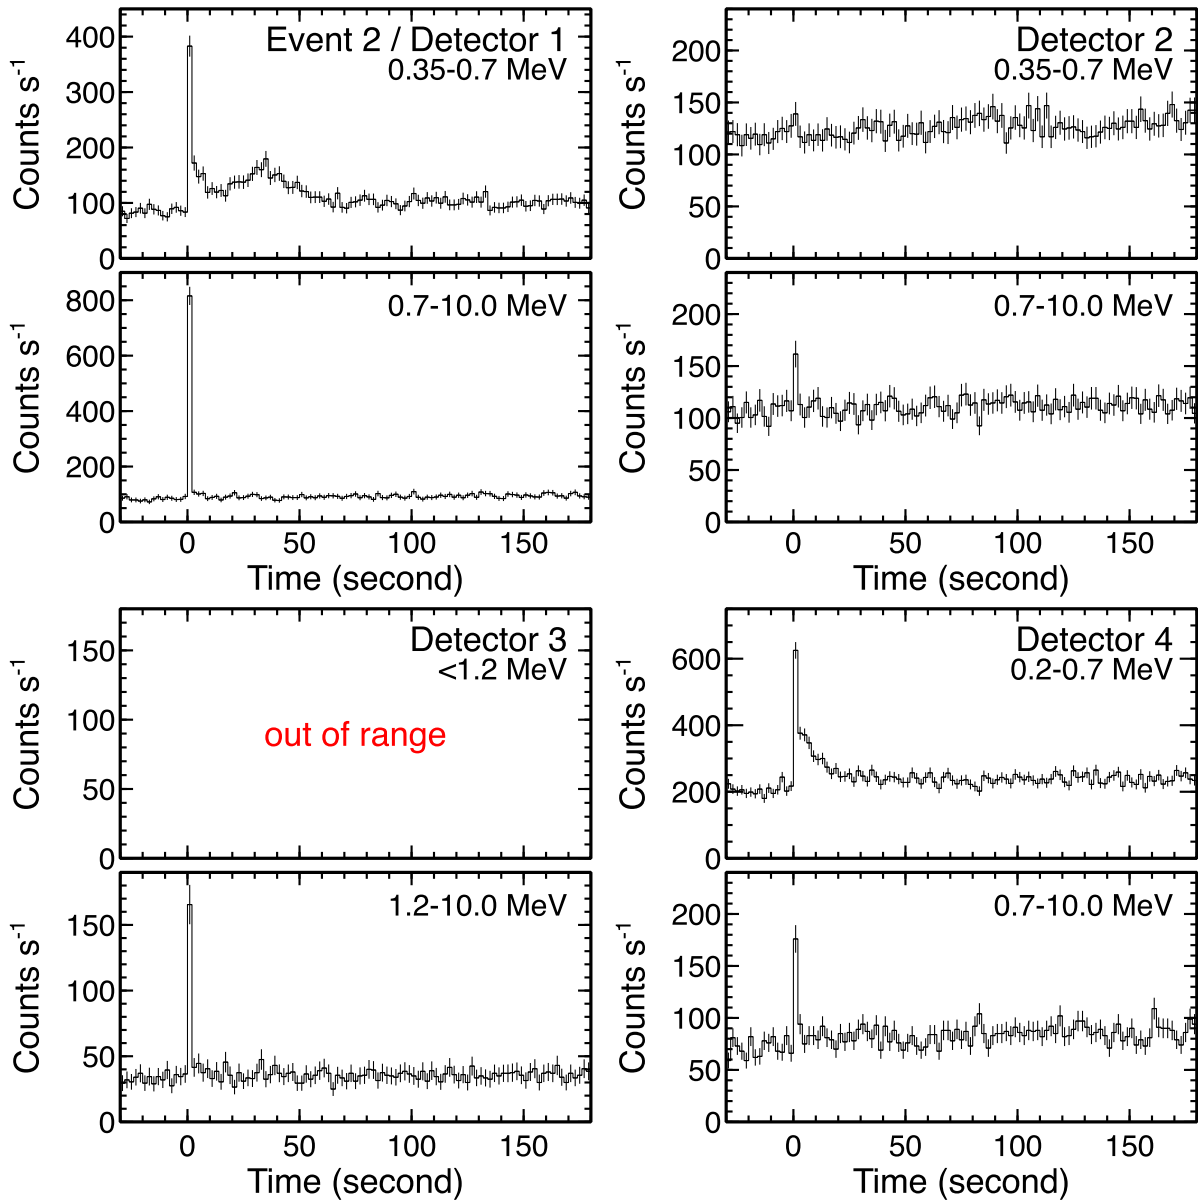 Event 2 / Detector 1
0.35-0.7 MeV
Counts s⁻¹
400
300
200
100
0
Detector 2
0.35-0.7 MeV
Counts s⁻¹
200
150
100
50
0
0.7-10.0 MeV
Counts s⁻¹
800
600
400
200
0
0 50 100 150
Time (second)
0.7-10.0 MeV
Counts s⁻¹
200
150
100
50
0
0 50 100 150
Time (second)
Detector 3
<1.2 MeV
out of range
Counts s⁻¹
150
100
50
0
Detector 4
0.2-0.7 MeV
Counts s⁻¹
600
400
200
0
1.2-10.0 MeV
Counts s⁻¹
150
100
50
0
0 50 100 150
Time (second)
0.7-10.0 MeV
Counts s⁻¹
200
150
100
50
0
0 50 100 150
Time (second)